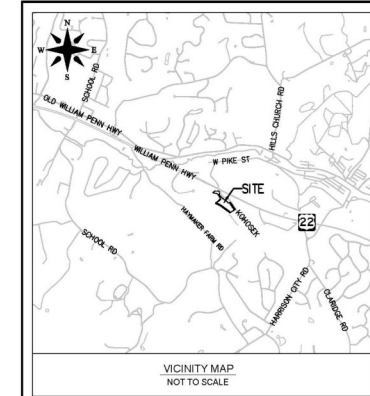 N
W E
S
SCHOOL RD
HILLS CHURCH RD
OLD WILLIAM PENN HWY
WILLIAM PENN HWY
W PIKE ST
SITE
KOHOSEK
HAYMAKER FARM RD
22
SCHOOL RD
HARRISON CITY RD
CLARIDGE RD
VICINITY MAP
NOT TO SCALE